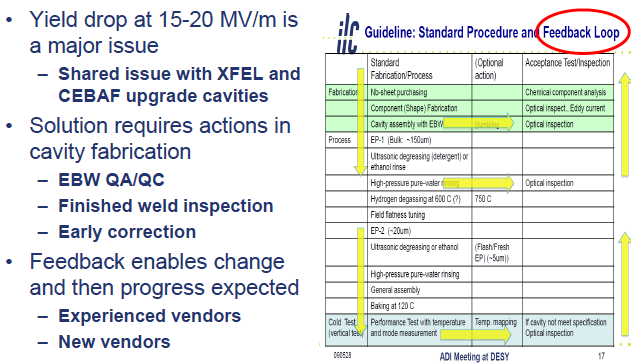 • Yield drop at 15-20 MV/m is
a major issue
– Shared issue with XFEL and
CEBAF upgrade cavities
• Solution requires actions in
cavity fabrication
– EBW QA/QC
– Finished weld inspection
– Early correction
• Feedback enables change
and then progress expected
– Experienced vendors
– New vendors
ilc
Guideline: Standard Procedure and Feedback Loop
Standard
Fabrication/Process
(Optional
action)
Acceptance Test/Inspection
Fabrication
Nb-sheet purchasing
Chemical component analysis
Component (Shape) Fabrication
Optical inspect., Eddy current
Cavity assembly with EBW
(tumbling)
Optical inspection
Process
EP-1 (Bulk: ~150um)
Ultrasonic degreasing (detergent) or
ethanol rinse
High-pressure pure-water rinsing
Optical inspection
Hydrogen degassing at 600 C (?)
750 C
Field flatness tuning
EP-2 (~20um)
Ultrasonic degreasing or ethanol
(Flash/Fresh
EP) (~5um))
High-pressure pure-water rinsing
General assembly
Baking at 120 C
Cold Test
(vertical test)
Performance Test with temperature
and mode measurement
Temp. mapping
If cavity not meet specification
Optical inspection
090528
ADI Meeting at DESY
17